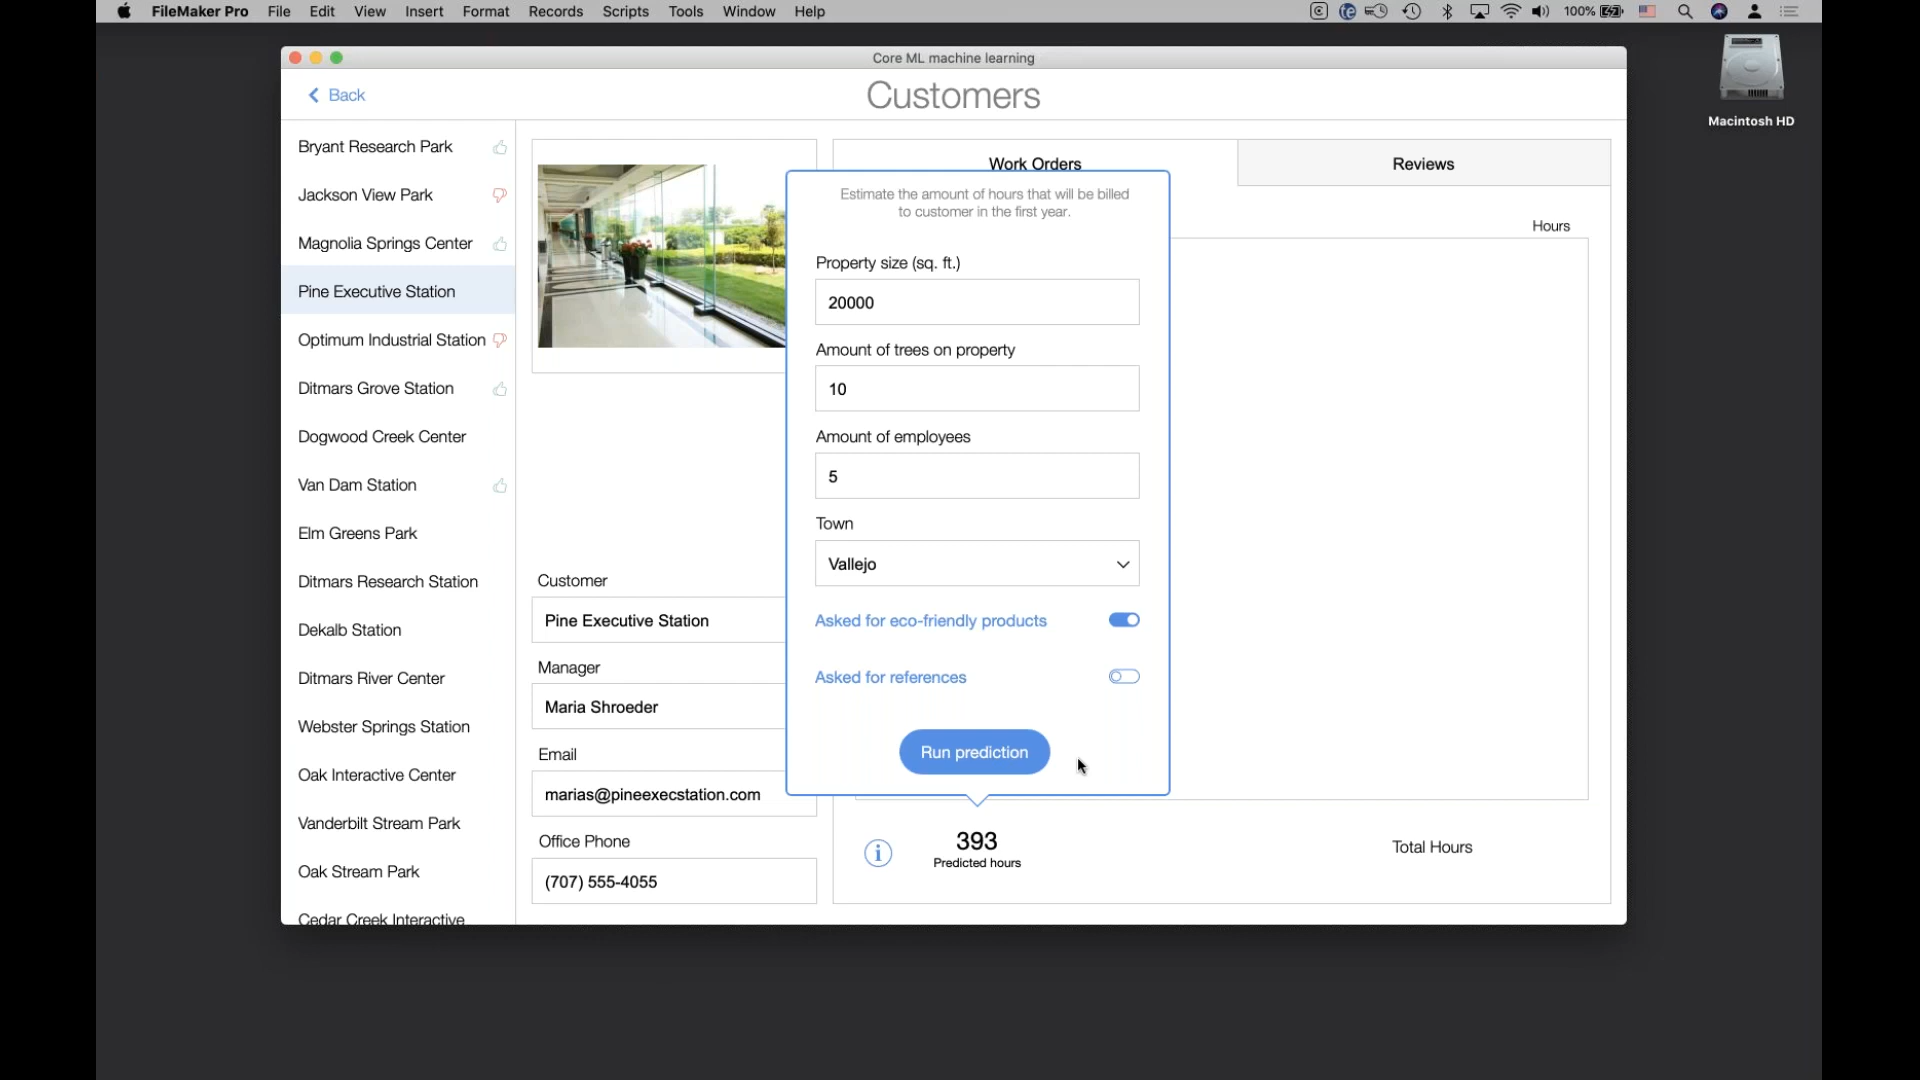 FileMaker Pro File Edit View Insert Format Records Scripts Tools Window Help
100%
Macintosh HD
Core ML machine learning
Back
Customers
Bryant Research Park
Jackson View Park
Magnolia Springs Center
Pine Executive Station
Optimum Industrial Station
Ditmars Grove Station
Dogwood Creek Center
Van Dam Station
Elm Greens Park
Ditmars Research Station
Dekalb Station
Ditmars River Center
Webster Springs Station
Oak Interactive Center
Vanderbilt Stream Park
Oak Stream Park
Cedar Creek Interactive
Customer
Pine Executive Station
Manager
Maria Shroeder
Email
marias@pineexecstation.com
Office Phone
(707) 555-4055
Work Orders
Reviews
Hours
Estimate the amount of hours that will be billed
to customer in the first year.
Property size (sq. ft.)
20000
Amount of trees on property
10
Amount of employees
5
Town
Vallejo
Asked for eco-friendly products
Asked for references
Run prediction
393
Predicted hours
Total Hours